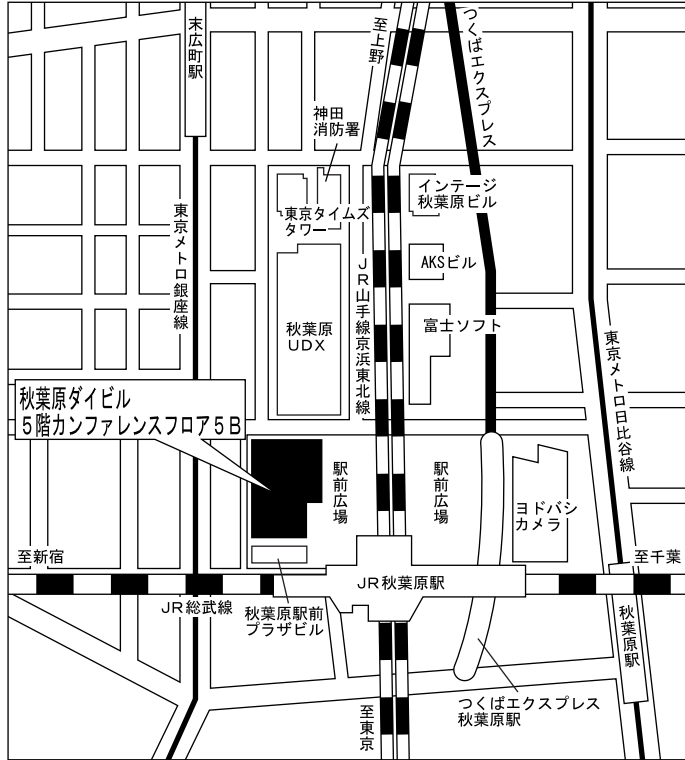 末広町駅
至上野
つくばエクスプレス
神田
消防署
東京タイムズ
タワー
インテージ
秋葉原ビル
東京メトロ銀座線
JR山手線京浜東北線
AKSビル
秋葉原
UDX
富士ソフト
東京メトロ日比谷線
秋葉原ダイビル
5階カンファレンスフロア5B
駅前広場
駅前広場
ヨドバシ
カメラ
至新宿
至千葉
JR秋葉原駅
JR総武線
秋葉原駅前
プラザビル
秋葉原駅
つくばエクスプレス
秋葉原駅
至東京